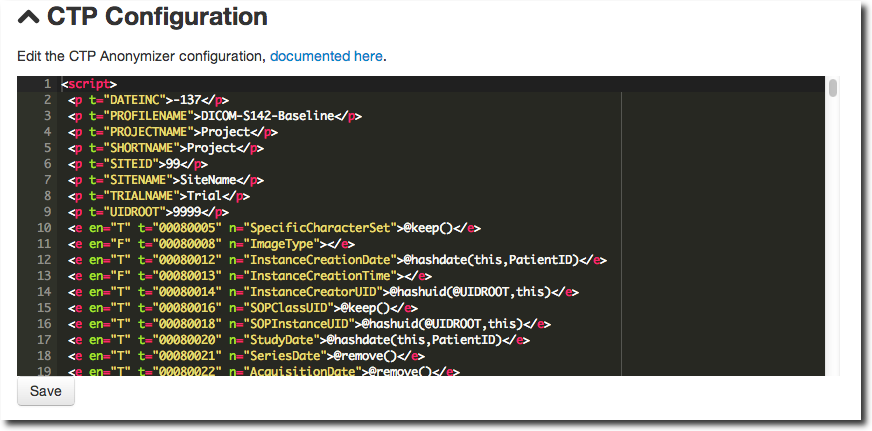 CTP Configuration
Edit the CTP Anonymizer configuration, documented here.
1 <script>
2 <p t="DATEINC">-137</p>
3 <p t="PROFILENAME">DICOM-S142-Baseline</p>
4 <p t="PROJECTNAME">Project</p>
5 <p t="SHORTNAME">Project</p>
6 <p t="SITEID">99</p>
7 <p t="SITENAME">SiteName</p>
8 <p t="TRIALNAME">Trial</p>
9 <p t="UIDROOT">9999</p>
10 <e en="T" t="00080005" n="SpecificCharacterSet">@keep()</e>
11 <e en="F" t="00080008" n="ImageType"></e>
12 <e en="T" t="00080012" n="InstanceCreationDate">@hashdate(this,PatientID)</e>
13 <e en="F" t="00080013" n="InstanceCreationTime"></e>
14 <e en="T" t="00080014" n="InstanceCreatorUID">@hashuid(@UIDROOT,this)</e>
15 <e en="T" t="00080016" n="SOPClassUID">@keep()</e>
16 <e en="T" t="00080018" n="SOPInstanceUID">@hashuid(@UIDROOT,this)</e>
17 <e en="T" t="00080020" n="StudyDate">@hashdate(this,PatientID)</e>
18 <e en="T" t="00080021" n="SeriesDate">@remove()</e>
19 <e en="T" t="00080022" n="AcquisitionDate">@remove()</e>
Save